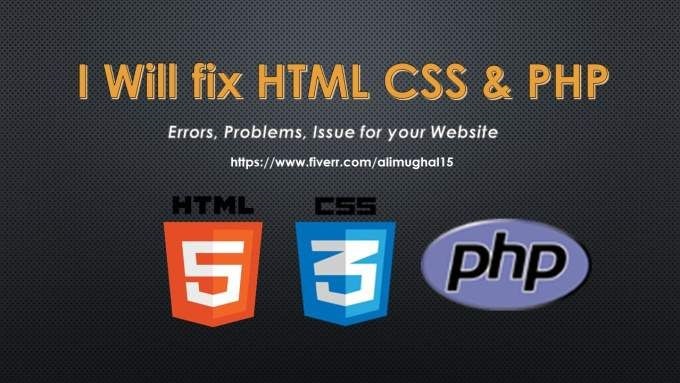 I Will fix HTML CSS & PHP
Errors, Problems, Issue for your Website
https://www.fiverr.com/alimughal15
HTML CSS
5 3 php